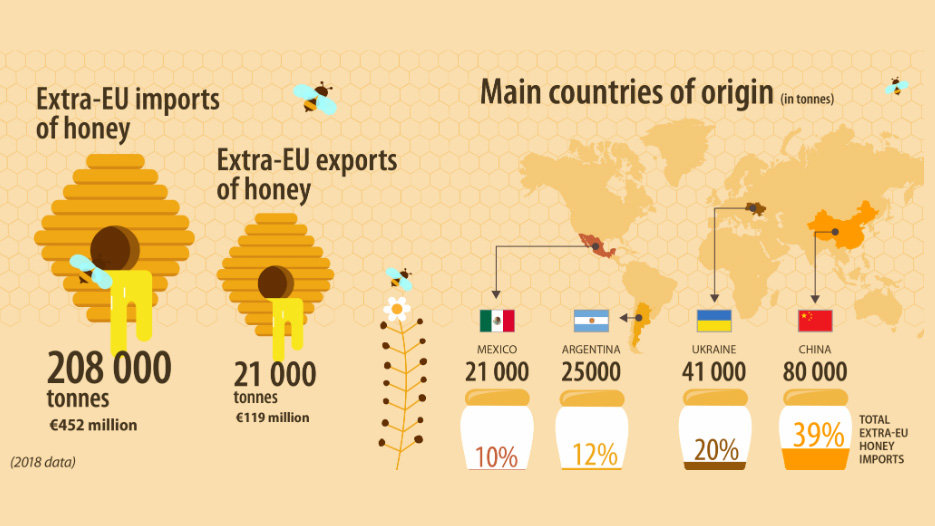 Extra-EU imports
of honey
208 000
tonnes
€452 million
Extra-EU exports
of honey
21 000
tonnes
€119 million
(2018 data)
Main countries of origin (in tonnes)
MEXICO
21 000
10%
ARGENTINA
25000
12%
UKRAINE
41 000
20%
CHINA
80 000
39%
TOTAL
EXTRA-EU
HONEY
IMPORTS